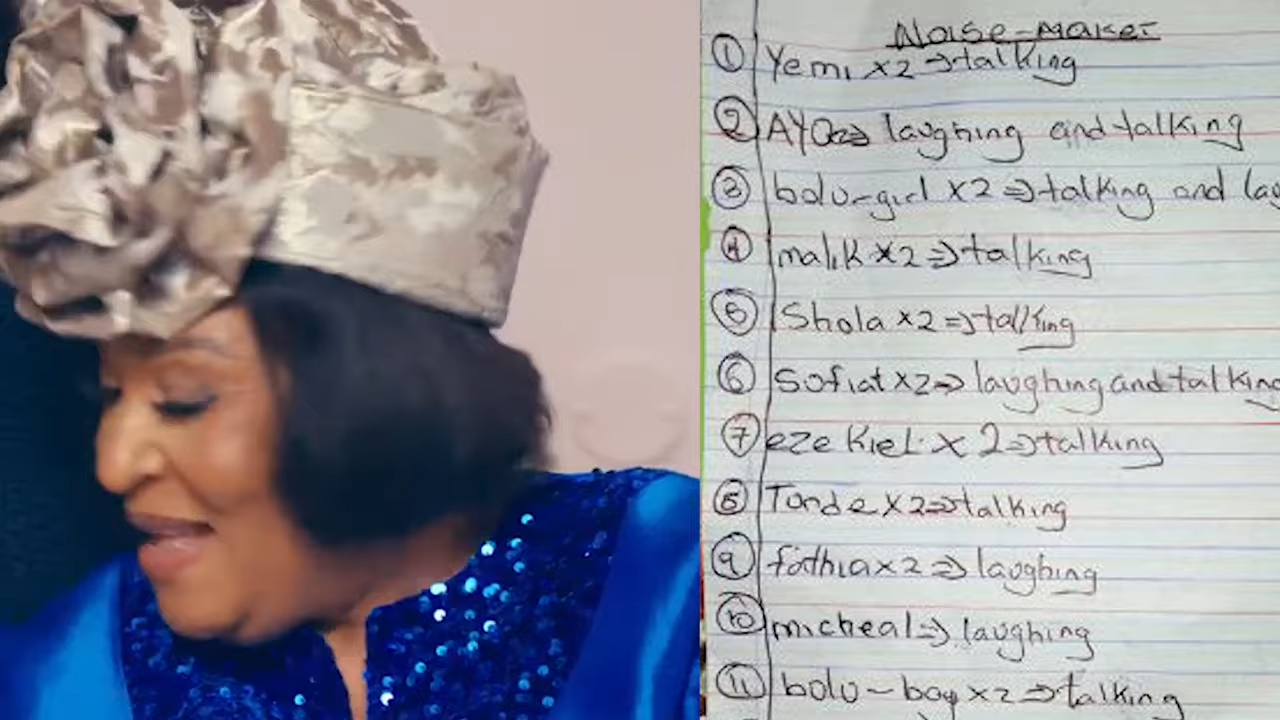 Noise-maker
① Yemi x2 ⇒ talking
② AYO ⇒ laughing and talking
③ bolu-girl x2 ⇒ talking and
④ malik x2 ⇒ talking
⑤ Shola x2 ⇒ talking
⑥ Sofiat x2 ⇒ laughing and talking
⑦ ezekiel x 2 ⇒ talking
⑧ Tunde x2 ⇒ talking
⑨ fathia x2 ⇒ laughing
⑩ micheal ⇒ laughing
⑪ bolu-boy x2 ⇒ talking